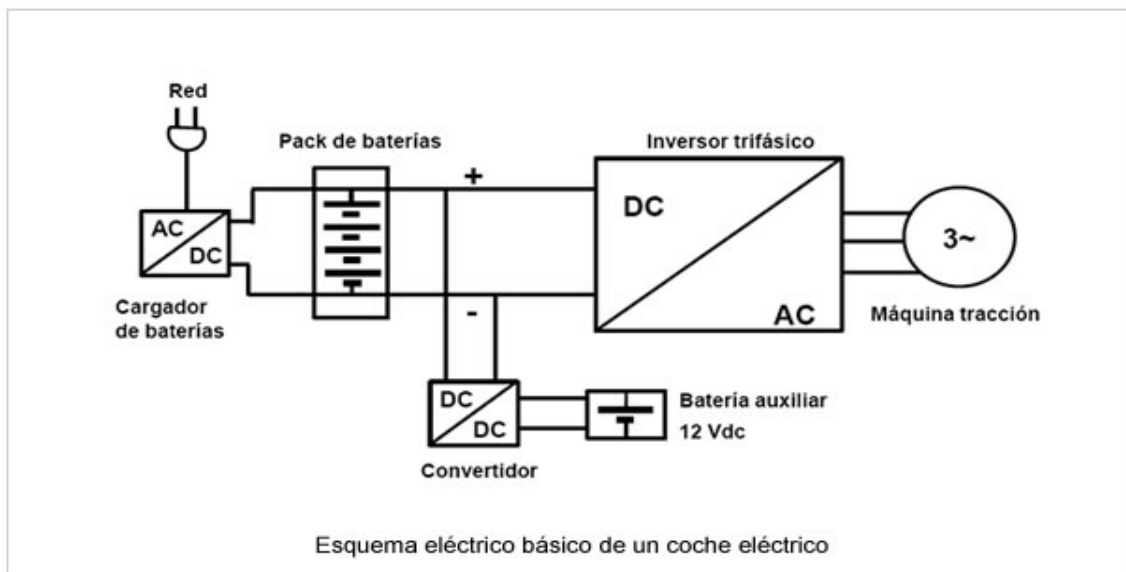 Red
Pack de baterías
Inversor trifásico
+
DC
AC
DC
3~
Cargador
de baterías
-
AC
Máquina tracción
DC
DC
Batería auxiliar
12 Vdc
Convertidor
Esquema eléctrico básico de un coche eléctrico